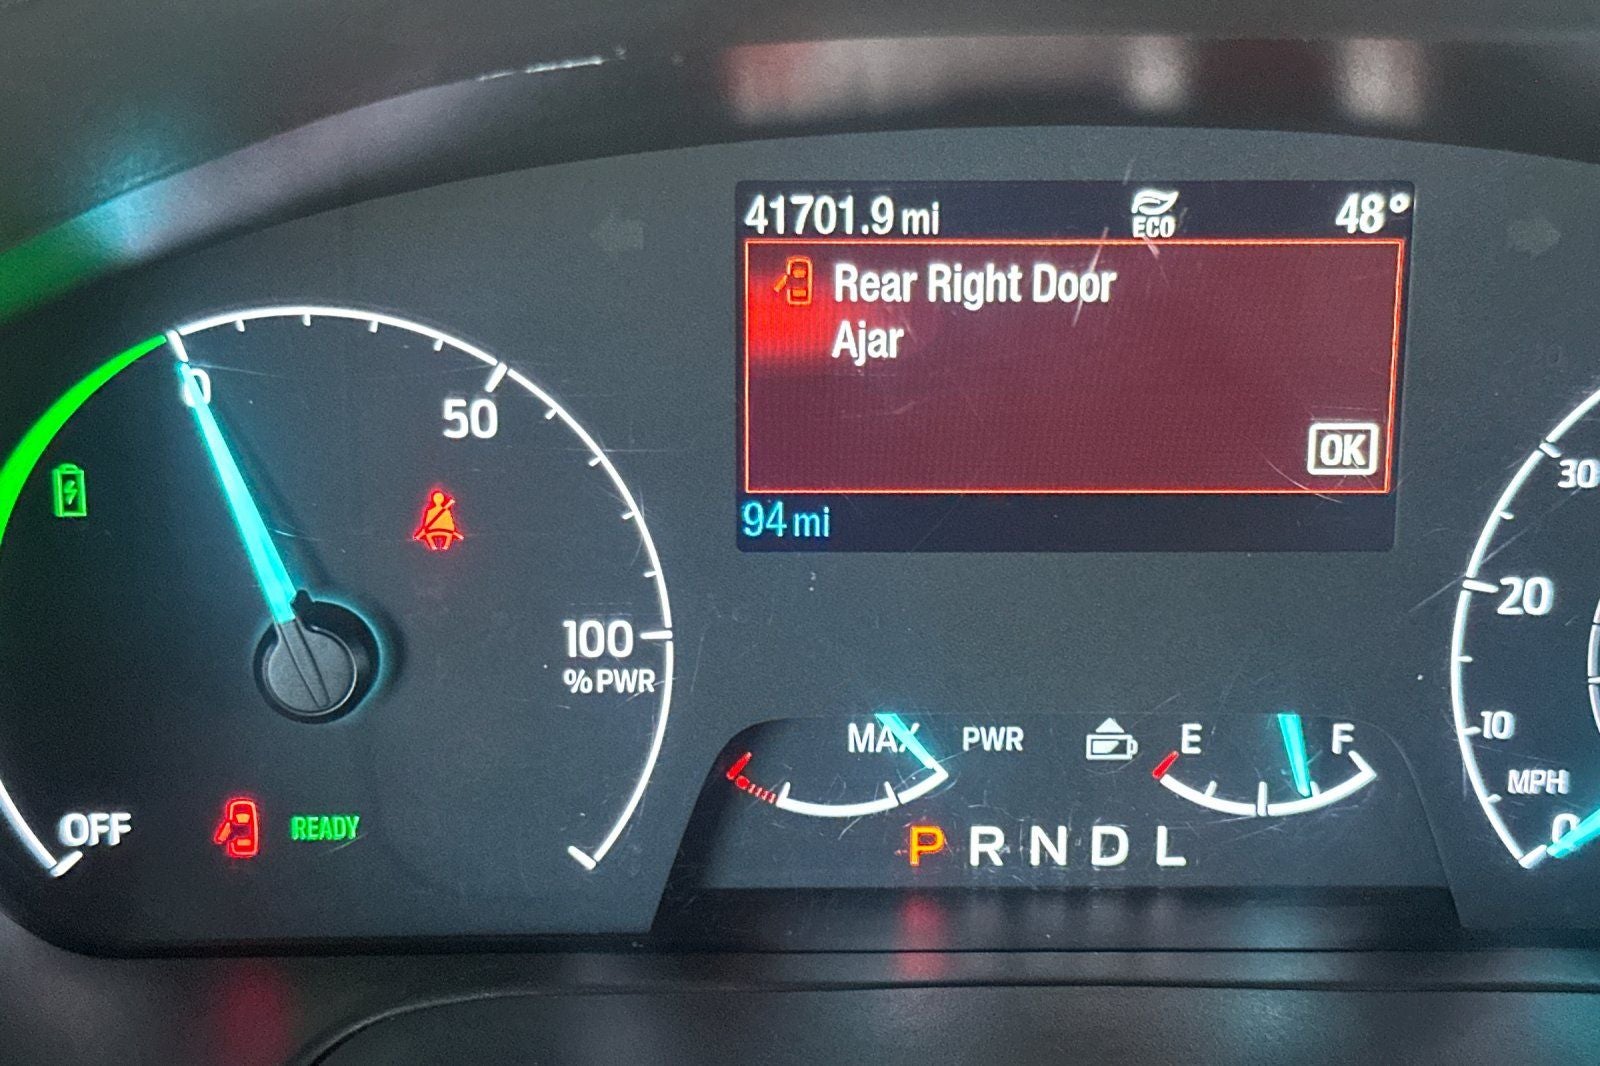 41701.9 mi
ECO
48°
Rear Right Door
Ajar
OK
94 mi
0
50
100
% PWR
OFF
READY
MAX
PWR
E
F
P R N D L
30
20
10
MPH
0